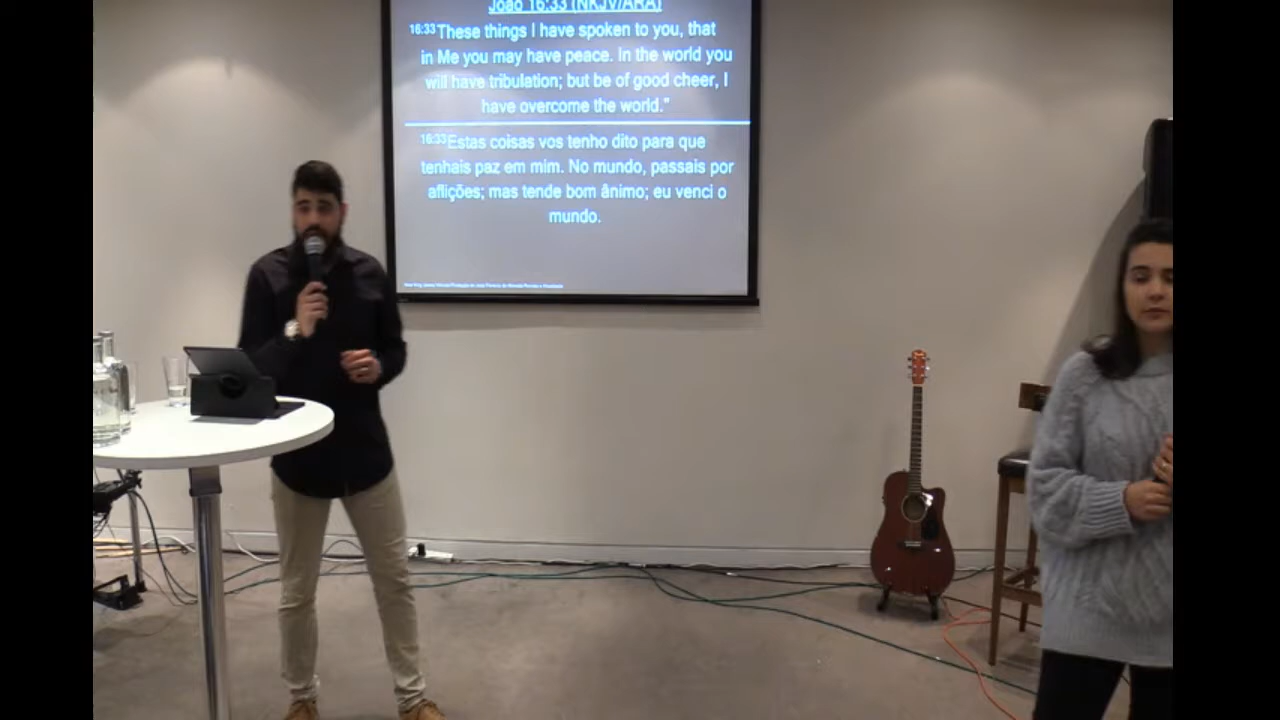 João 16:33 (NKJV/ARA)
16:33 These things I have spoken to you, that
in Me you may have peace. In the world you
will have tribulation; but be of good cheer, I
have overcome the world.”
16:33 Estas coisas vos tenho dito para que
tenhais paz em mim. No mundo, passais por
aflições; mas tende bom ânimo; eu venci o
mundo.